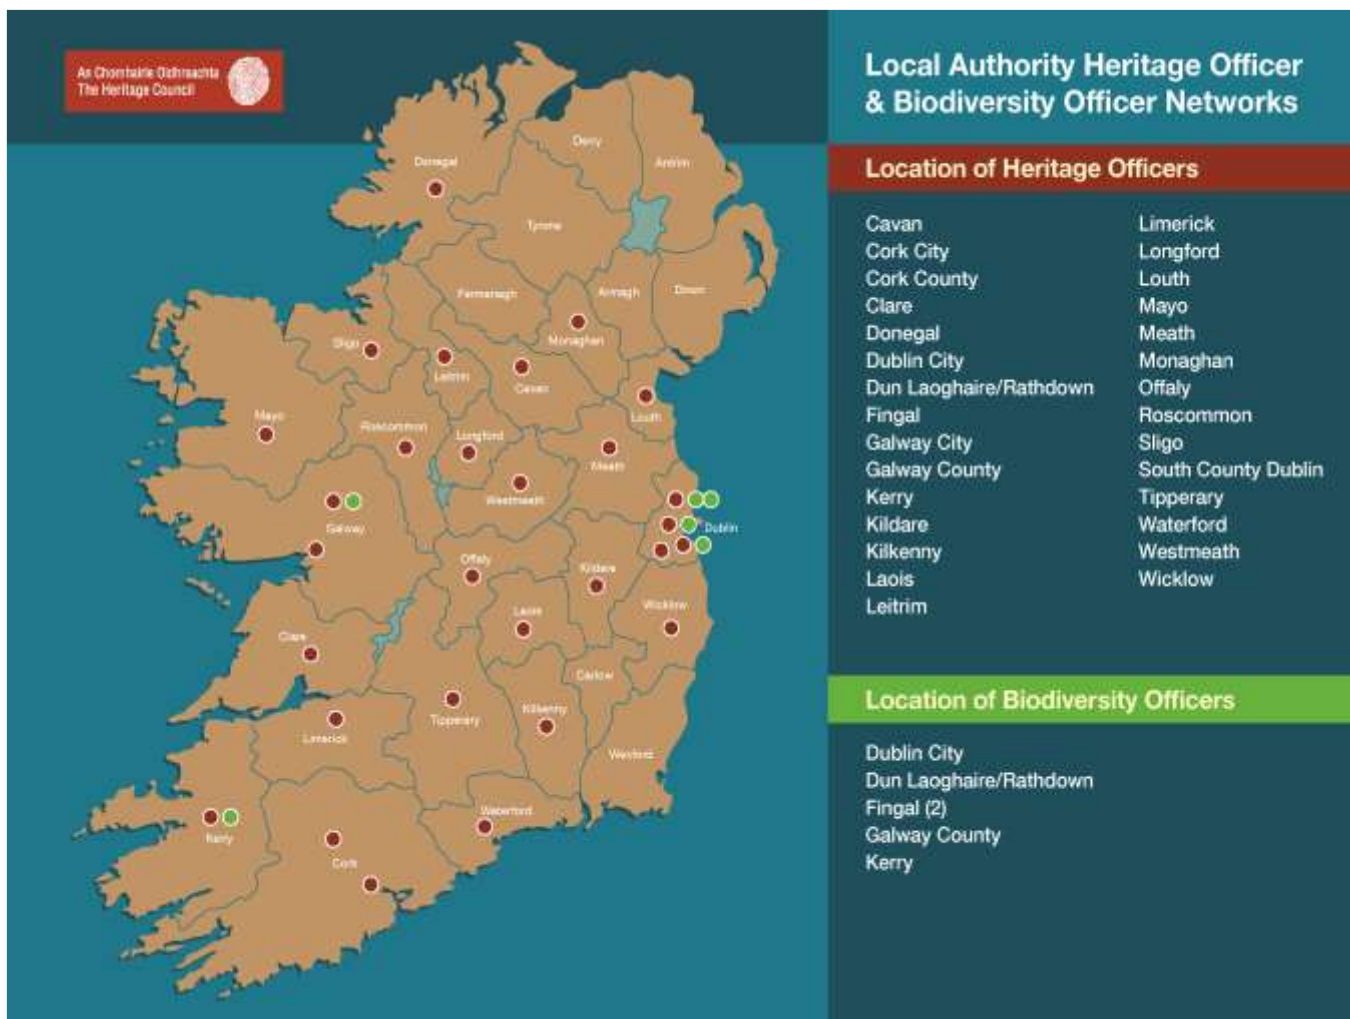 An Chomhairle Oidhreachta
The Heritage Council
Local Authority Heritage Officer
& Biodiversity Officer Networks
Location of Heritage Officers
Cavan
Cork City
Cork County
Clare
Donegal
Dublin City
Dun Laoghaire/Rathdown
Fingal
Galway City
Galway County
Kerry
Kildare
Kilkenny
Laois
Leitrim
Limerick
Longford
Louth
Mayo
Meath
Monaghan
Offaly
Roscommon
Sligo
South County Dublin
Tipperary
Waterford
Westmeath
Wicklow
Location of Biodiversity Officers
Dublin City
Dun Laoghaire/Rathdown
Fingal (2)
Galway County
Kerry
Derry
Donegal
Antrim
Tyrone
Fermanagh
Armagh
Down
Monaghan
Sligo
Leitrim
Cavan
Mayo
Louth
Roscommon
Longford
Meath
Westmeath
Galway
Dublin
Offaly
Kildare
Laois
Wicklow
Clare
Carlow
Tipperary
Kilkenny
Limerick
Wexford
Waterford
Kerry
Cork